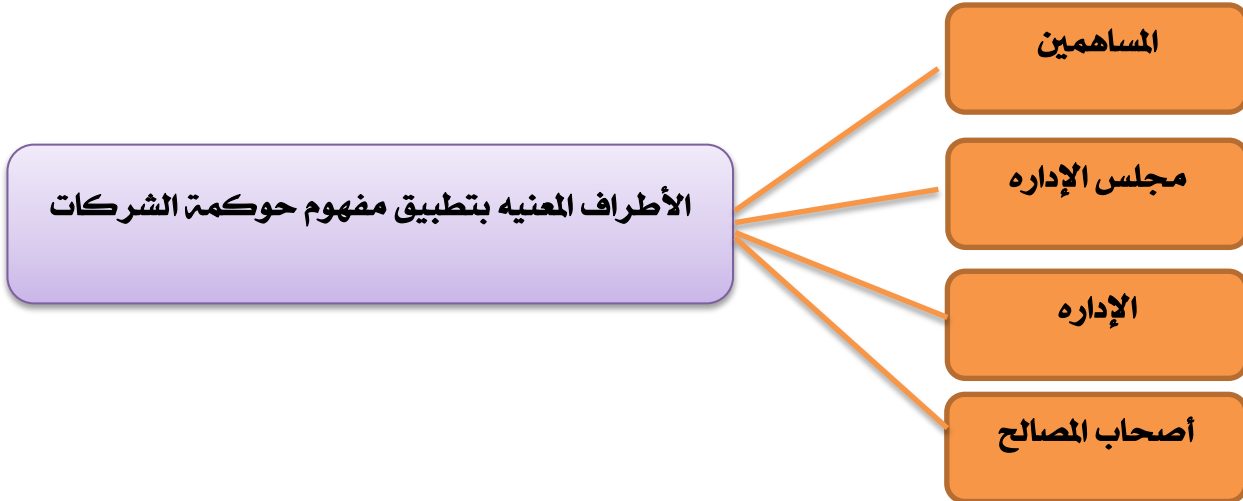 الأطراف المعنيه بتطبيق مفهوم حوكمة الشركات
المساهمين
مجلس الإداره
الإداره
أصحاب المصالح